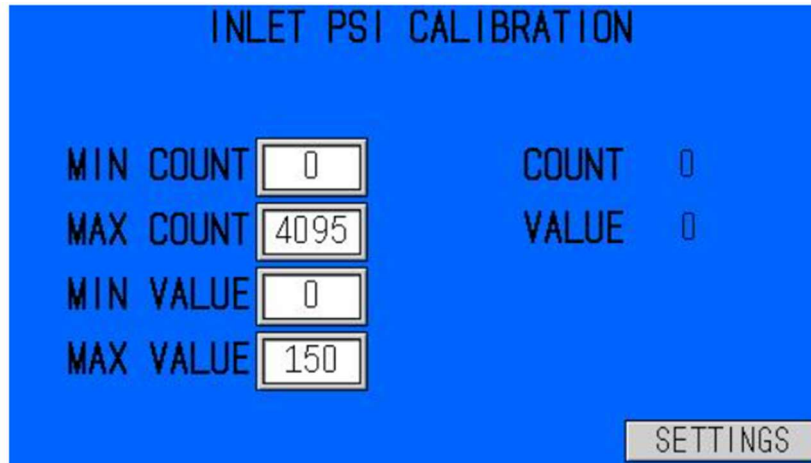 INLET PSI CALIBRATION
MIN COUNT 0 COUNT 0
MAX COUNT 4095 VALUE 0
MIN VALUE 0
MAX VALUE 150
SETTINGS